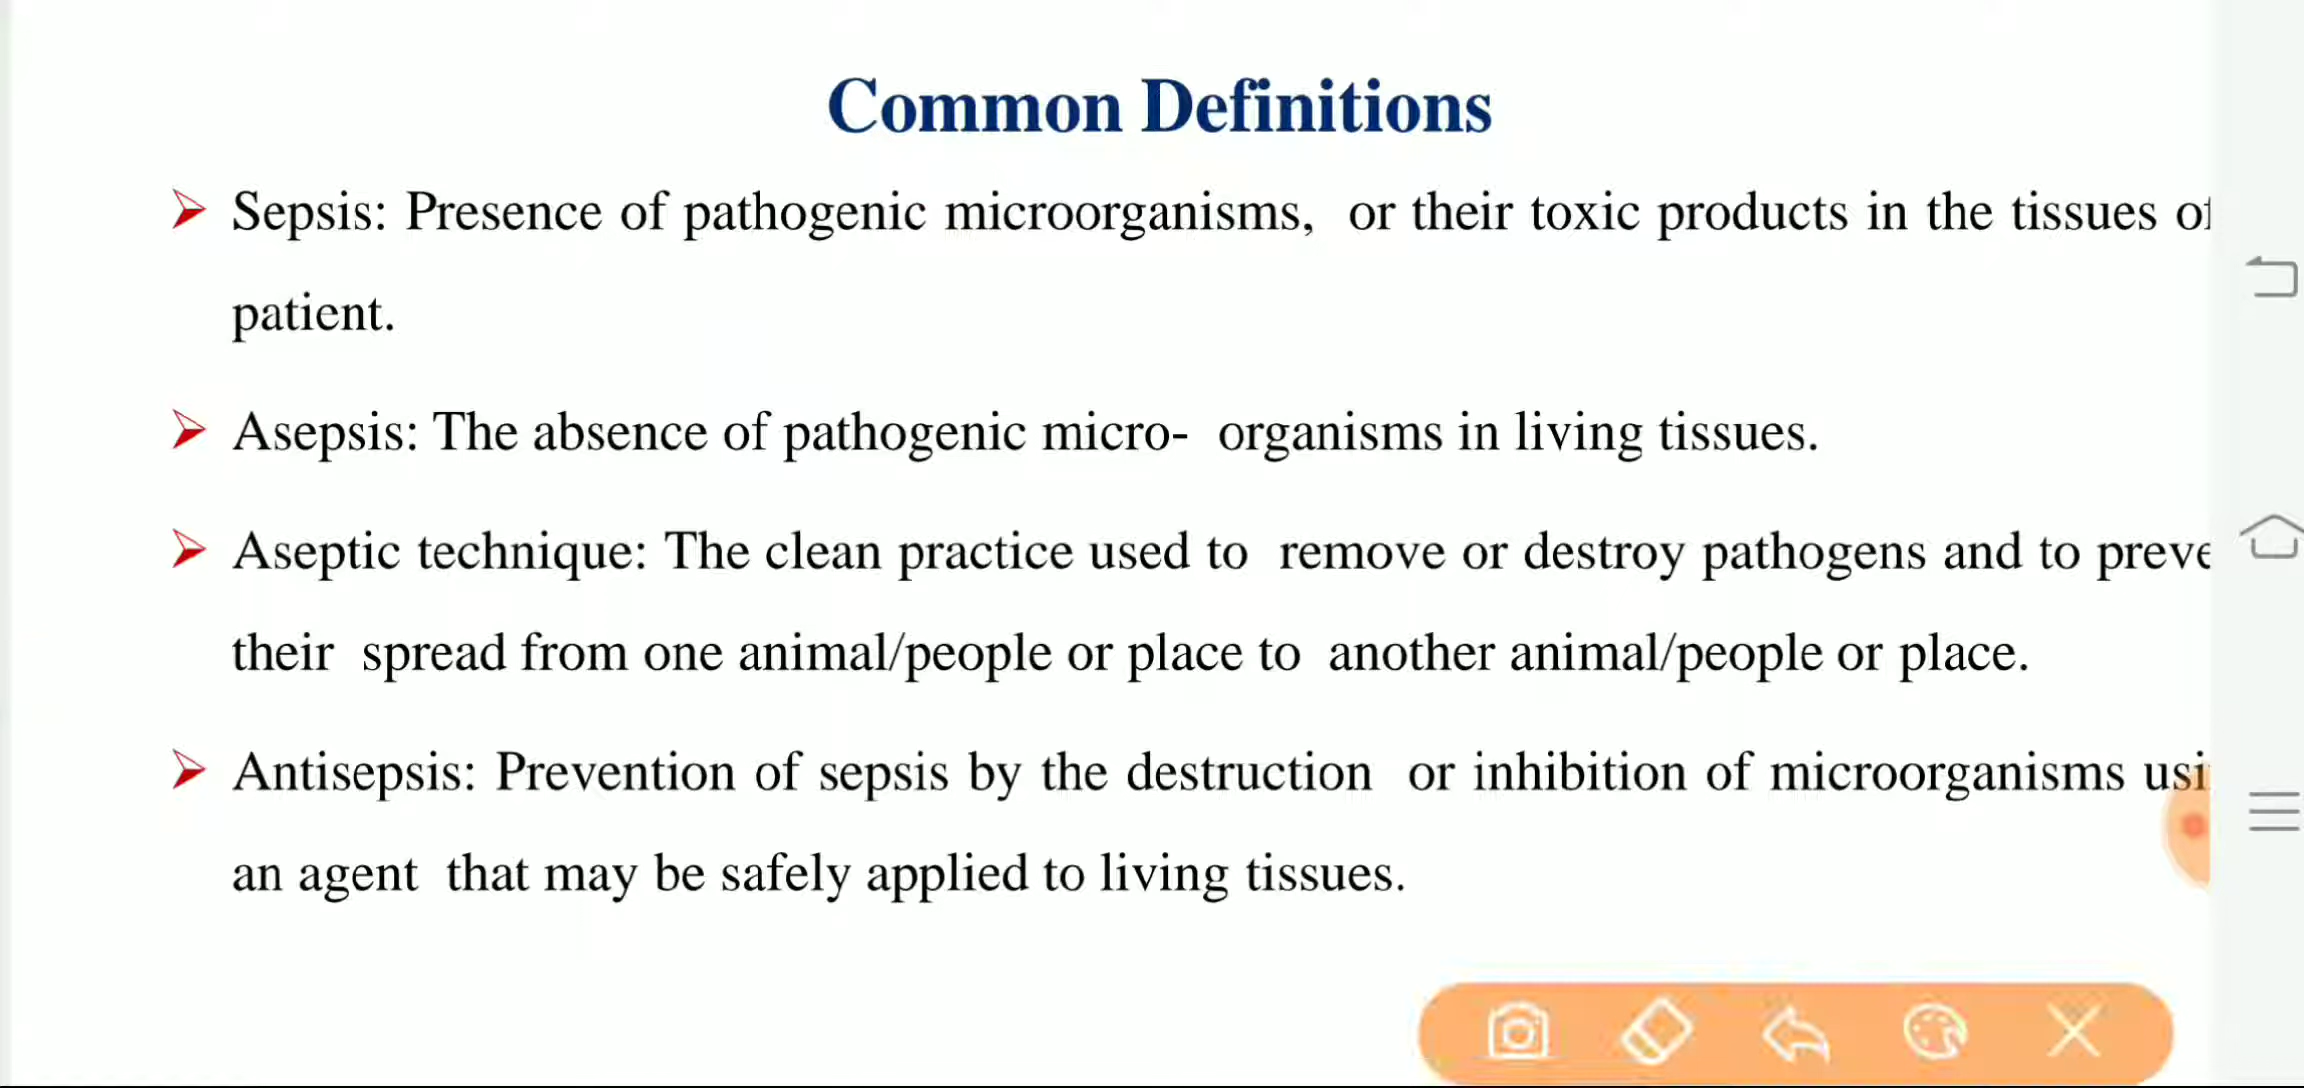 Common Definitions
Sepsis: Presence of pathogenic microorganisms, or their toxic products in the tissues of
patient.
Asepsis: The absence of pathogenic micro- organisms in living tissues.
Aseptic technique: The clean practice used to remove or destroy pathogens and to preve
their spread from one animal/people or place to another animal/people or place.
Antisepsis: Prevention of sepsis by the destruction or inhibition of microorganisms usi
an agent that may be safely applied to living tissues.